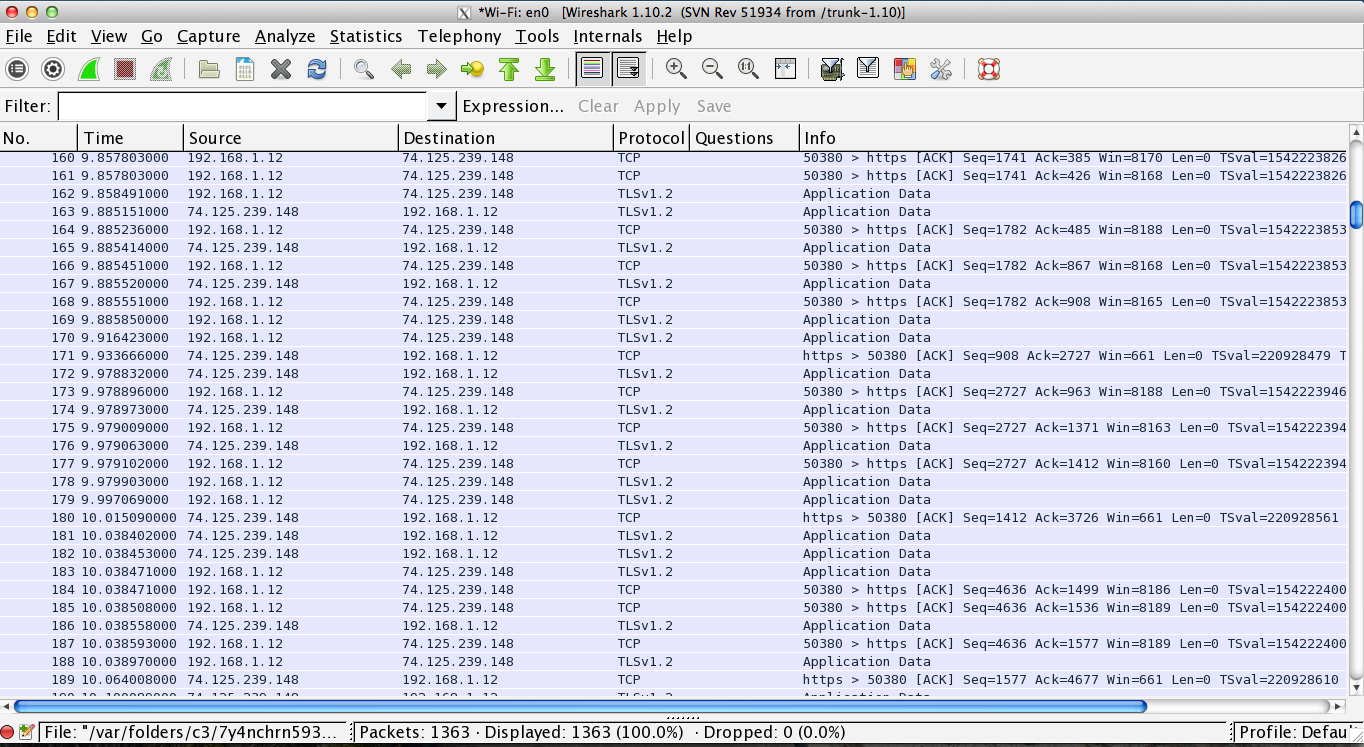 *Wi-Fi: en0 [Wireshark 1.10.2 (SVN Rev 51934 from /trunk-1.10)]
File Edit View Go Capture Analyze Statistics Telephony Tools Internals Help
Filter: Expression... Clear Apply Save
No. Time Source Destination Protocol Questions Info
160 9.857803000 192.168.1.12 74.125.239.148 TCP 50380 > https [ACK] Seq=1741 Ack=385 Win=8170 Len=0 TSval=1542223826
161 9.857803000 192.168.1.12 74.125.239.148 TCP 50380 > https [ACK] Seq=1741 Ack=426 Win=8168 Len=0 TSval=1542223826
162 9.858491000 192.168.1.12 74.125.239.148 TLSv1.2 Application Data
163 9.885151000 74.125.239.148 192.168.1.12 TLSv1.2 Application Data
164 9.885236000 192.168.1.12 74.125.239.148 TCP 50380 > https [ACK] Seq=1782 Ack=485 Win=8188 Len=0 TSval=1542223853
165 9.885414000 74.125.239.148 192.168.1.12 TLSv1.2 Application Data
166 9.885451000 192.168.1.12 74.125.239.148 TCP 50380 > https [ACK] Seq=1782 Ack=867 Win=8168 Len=0 TSval=1542223853
167 9.885520000 74.125.239.148 192.168.1.12 TLSv1.2 Application Data
168 9.885551000 192.168.1.12 74.125.239.148 TCP 50380 > https [ACK] Seq=1782 Ack=908 Win=8165 Len=0 TSval=1542223853
169 9.885850000 192.168.1.12 74.125.239.148 TLSv1.2 Application Data
170 9.916423000 192.168.1.12 74.125.239.148 TLSv1.2 Application Data
171 9.933666000 74.125.239.148 192.168.1.12 TCP https > 50380 [ACK] Seq=908 Ack=2727 Win=661 Len=0 TSval=220928479 T
172 9.978832000 74.125.239.148 192.168.1.12 TLSv1.2 Application Data
173 9.978896000 192.168.1.12 74.125.239.148 TCP 50380 > https [ACK] Seq=2727 Ack=963 Win=8188 Len=0 TSval=1542223946
174 9.978973000 74.125.239.148 192.168.1.12 TLSv1.2 Application Data
175 9.979009000 192.168.1.12 74.125.239.148 TCP 50380 > https [ACK] Seq=2727 Ack=1371 Win=8163 Len=0 TSval=154222394
176 9.979063000 74.125.239.148 192.168.1.12 TLSv1.2 Application Data
177 9.979102000 192.168.1.12 74.125.239.148 TCP 50380 > https [ACK] Seq=2727 Ack=1412 Win=8160 Len=0 TSval=154222394
178 9.979903000 192.168.1.12 74.125.239.148 TLSv1.2 Application Data
179 9.997069000 192.168.1.12 74.125.239.148 TLSv1.2 Application Data
180 10.015090000 74.125.239.148 192.168.1.12 TCP https > 50380 [ACK] Seq=1412 Ack=3726 Win=661 Len=0 TSval=220928561
181 10.038402000 74.125.239.148 192.168.1.12 TLSv1.2 Application Data
182 10.038453000 74.125.239.148 192.168.1.12 TLSv1.2 Application Data
183 10.038471000 192.168.1.12 74.125.239.148 TLSv1.2 Application Data
184 10.038471000 192.168.1.12 74.125.239.148 TCP 50380 > https [ACK] Seq=4636 Ack=1499 Win=8186 Len=0 TSval=154222400
185 10.038508000 192.168.1.12 74.125.239.148 TCP 50380 > https [ACK] Seq=4636 Ack=1536 Win=8189 Len=0 TSval=154222400
186 10.038558000 74.125.239.148 192.168.1.12 TLSv1.2 Application Data
187 10.038593000 192.168.1.12 74.125.239.148 TCP 50380 > https [ACK] Seq=4636 Ack=1577 Win=8189 Len=0 TSval=154222400
188 10.038970000 192.168.1.12 74.125.239.148 TLSv1.2 Application Data
189 10.064008000 74.125.239.148 192.168.1.12 TCP https > 50380 [ACK] Seq=1577 Ack=4677 Win=661 Len=0 TSval=220928610
File: "/var/folders/c3/7y4nchrn593... Packets: 1363 · Displayed: 1363 (100.0%) · Dropped: 0 (0.0%) Profile: Defau